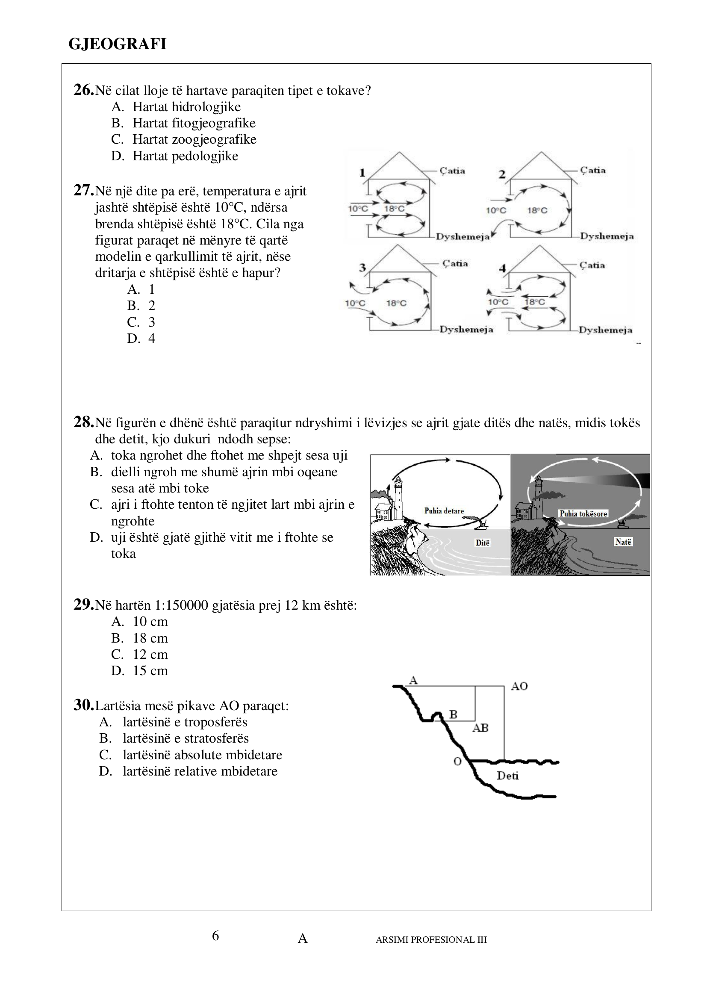 GJEOGRAFI
26. Në cilat lloje të hartave paraqiten tipet e tokave?
A. Hartat hidrologjike
B. Hartat fitogjeografike
C. Hartat zoogjeografike
D. Hartat pedologjike
27. Në një dite pa erë, temperatura e ajrit
jashtë shtëpisë është 10°C, ndërsa
brenda shtëpisë është 18°C. Cila nga
figurat paraqet në mënyre të qartë
modelin e qarkullimit të ajrit, nëse
dritarja e shtëpisë është e hapur?
A. 1
B. 2
C. 3
D. 4
1 Çatia
10°C 18°C
Dyshemeja
2 Çatia
10°C 18°C
Dyshemeja
3 Çatia
10°C 18°C
Dyshemeja
4 Çatia
10°C 18°C
Dyshemeja
28. Në figurën e dhënë është paraqitur ndryshimi i lëvizjes se ajrit gjate ditës dhe natës, midis tokës
dhe detit, kjo dukuri ndodh sepse:
A. toka ngrohet dhe ftohet me shpejt sesa uji
B. dielli ngroh me shumë ajrin mbi oqeane
sesa atë mbi toke
C. ajri i ftohte tenton të ngjitet lart mbi ajrin e
ngrohte
D. uji është gjatë gjithë vitit me i ftohte se
toka
Puhia detare
Ditë
Puhia tokësore
Natë
29. Në hartën 1:150000 gjatësia prej 12 km është:
A. 10 cm
B. 18 cm
C. 12 cm
D. 15 cm
30. Lartësia mesë pikave AO paraqet:
A. lartësinë e troposferës
B. lartësinë e stratosferës
C. lartësinë absolute mbidetare
D. lartësinë relative mbidetare
A AO
B
AB
O
Deti
6 A ARSIMI PROFESIONAL III